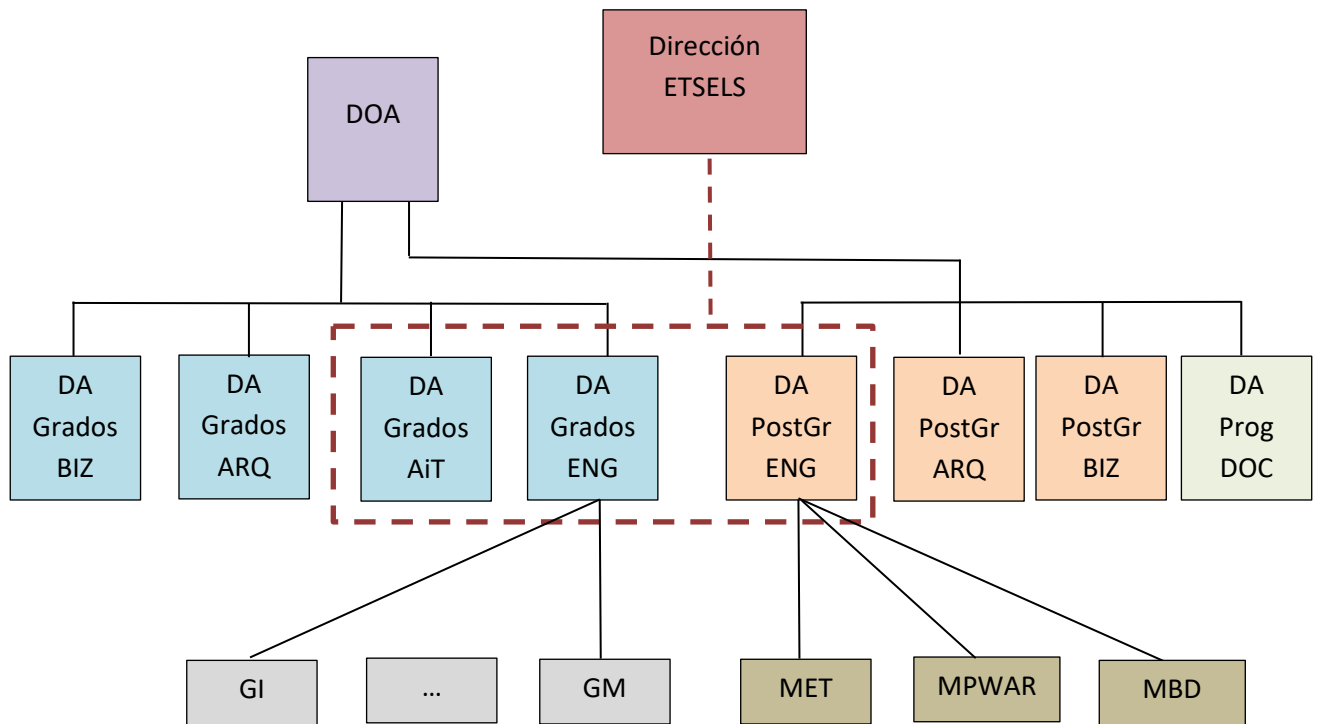 Dirección
ETSELS
DOA
DA
Grados
BIZ
DA
Grados
ARQ
DA
Grados
AiT
DA
Grados
ENG
DA
PostGr
ENG
DA
PostGr
ARQ
DA
PostGr
BIZ
DA
Prog
DOC
GI
...
GM
MET
MPWAR
MBD